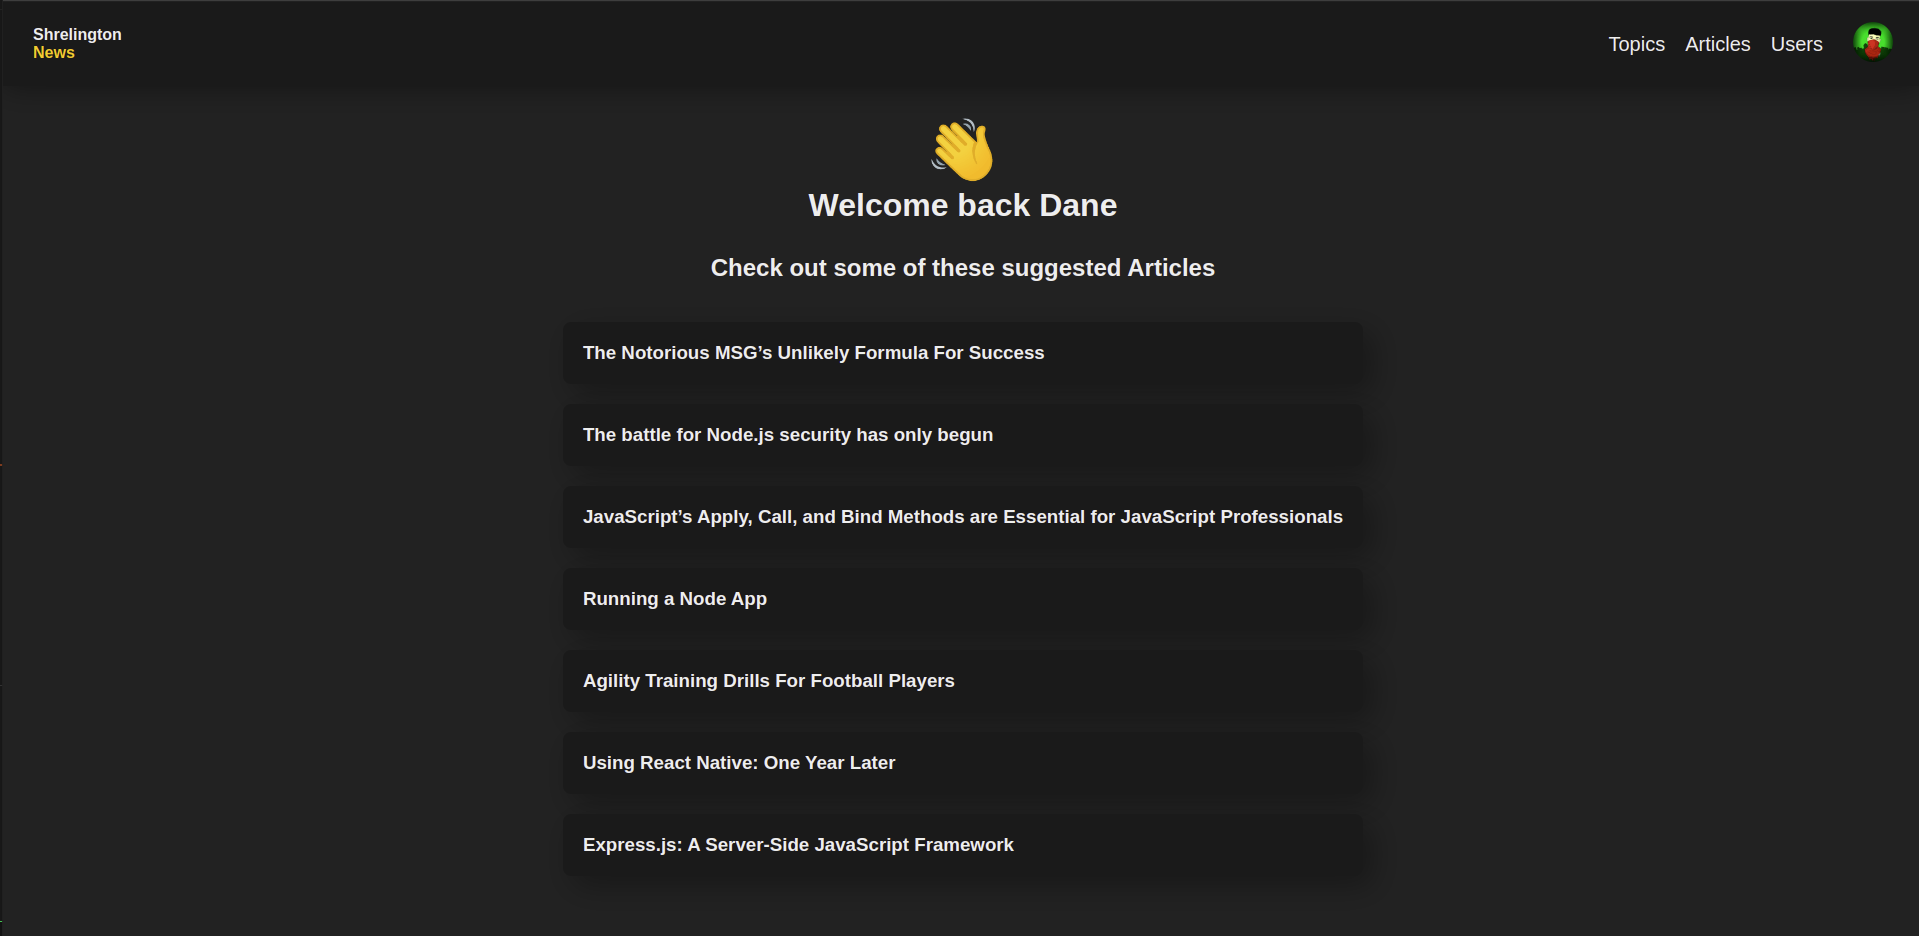 Shrelington
News
Topics Articles Users
Welcome back Dane
Check out some of these suggested Articles
The Notorious MSG’s Unlikely Formula For Success
The battle for Node.js security has only begun
JavaScript’s Apply, Call, and Bind Methods are Essential for JavaScript Professionals
Running a Node App
Agility Training Drills For Football Players
Using React Native: One Year Later
Express.js: A Server-Side JavaScript Framework